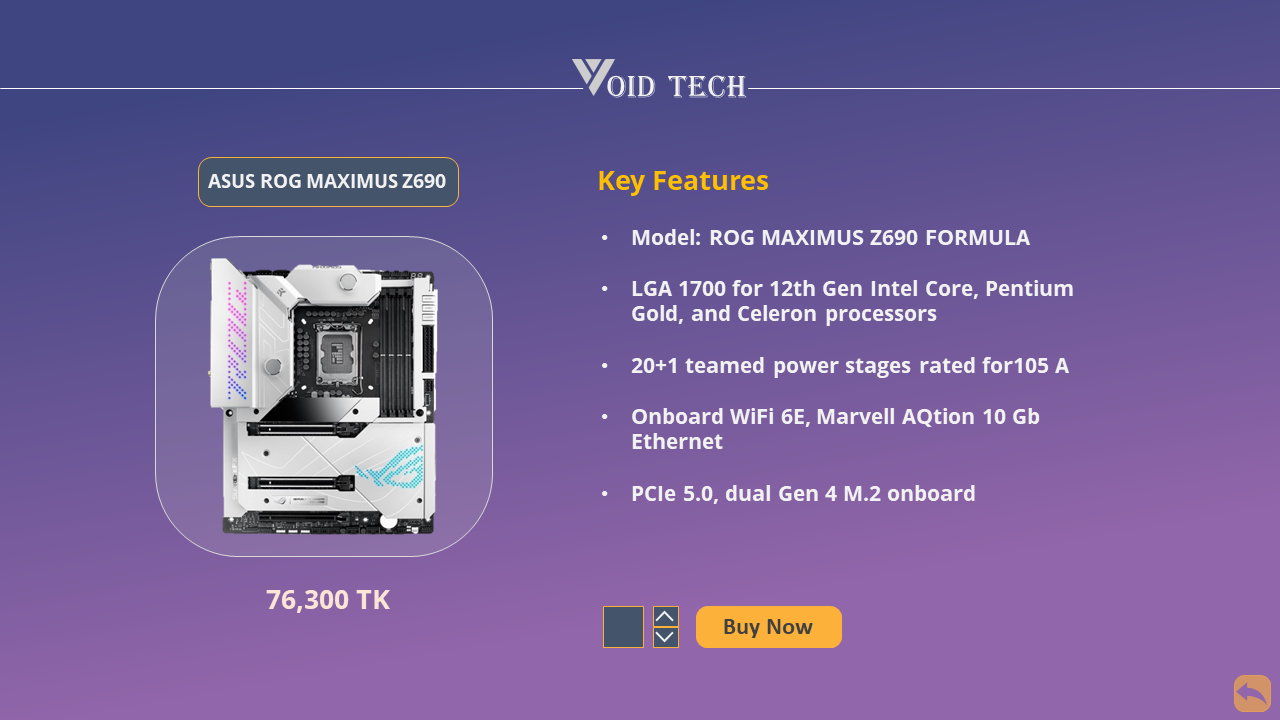 VOID TECH
ASUS ROG MAXIMUS Z690
Key Features
• Model: ROG MAXIMUS Z690 FORMULA
• LGA 1700 for 12th Gen Intel Core, Pentium
Gold, and Celeron processors
• 20+1 teamed power stages rated for105 A
• Onboard WiFi 6E, Marvell AQtion 10 Gb
Ethernet
• PCIe 5.0, dual Gen 4 M.2 onboard
76,300 TK
Buy Now